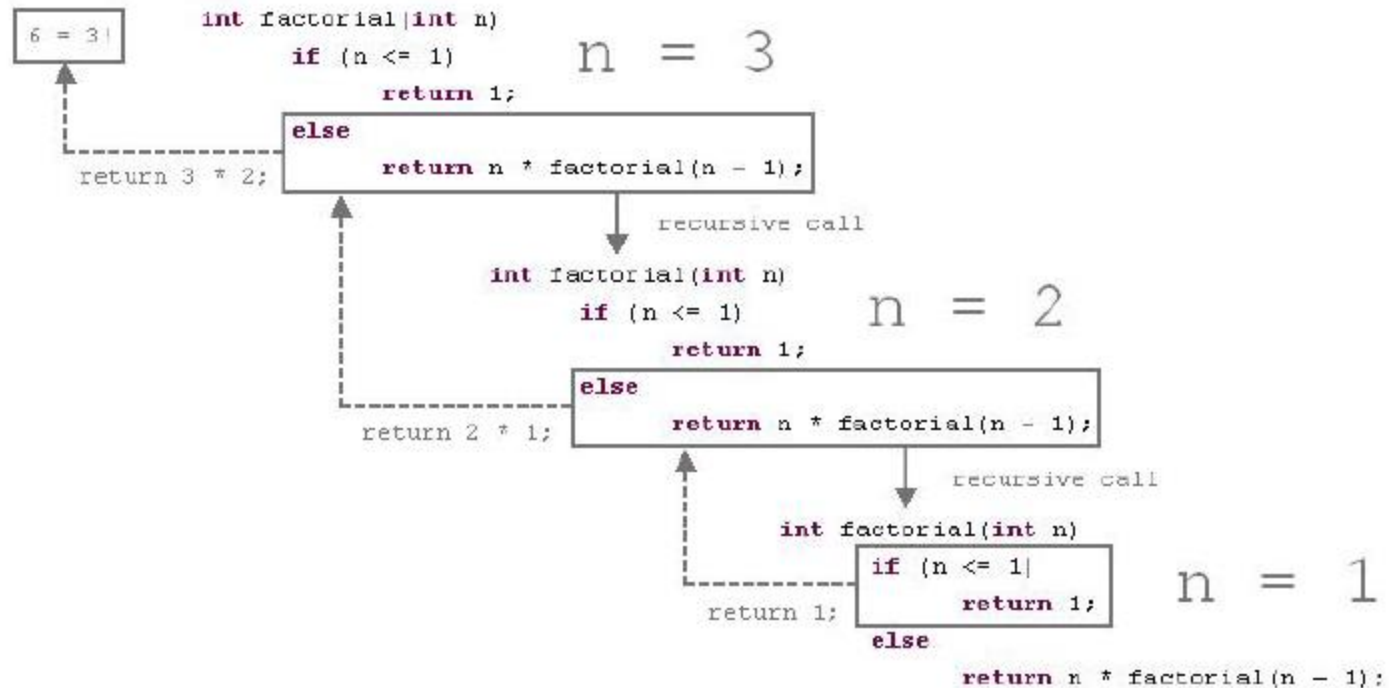 6 = 3!
int factorial(int n)
if (n <= 1)
return 1;
n = 3
else
return n * factorial(n - 1);
return 3 * 2;
recursive call
int factorial(int n)
if (n <= 1)
return 1;
n = 2
else
return n * factorial(n - 1);
return 2 * 1;
recursive call
int factorial(int n)
if (n <= 1)
return 1;
n = 1
return 1;
else
return n * factorial(n - 1);